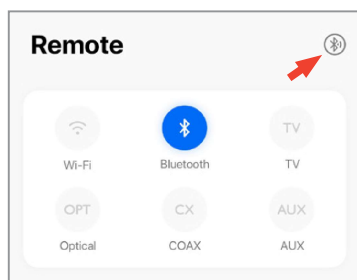 Remote
TV
Wi-Fi Bluetooth TV
OPT CX AUX
Optical COAX AUX